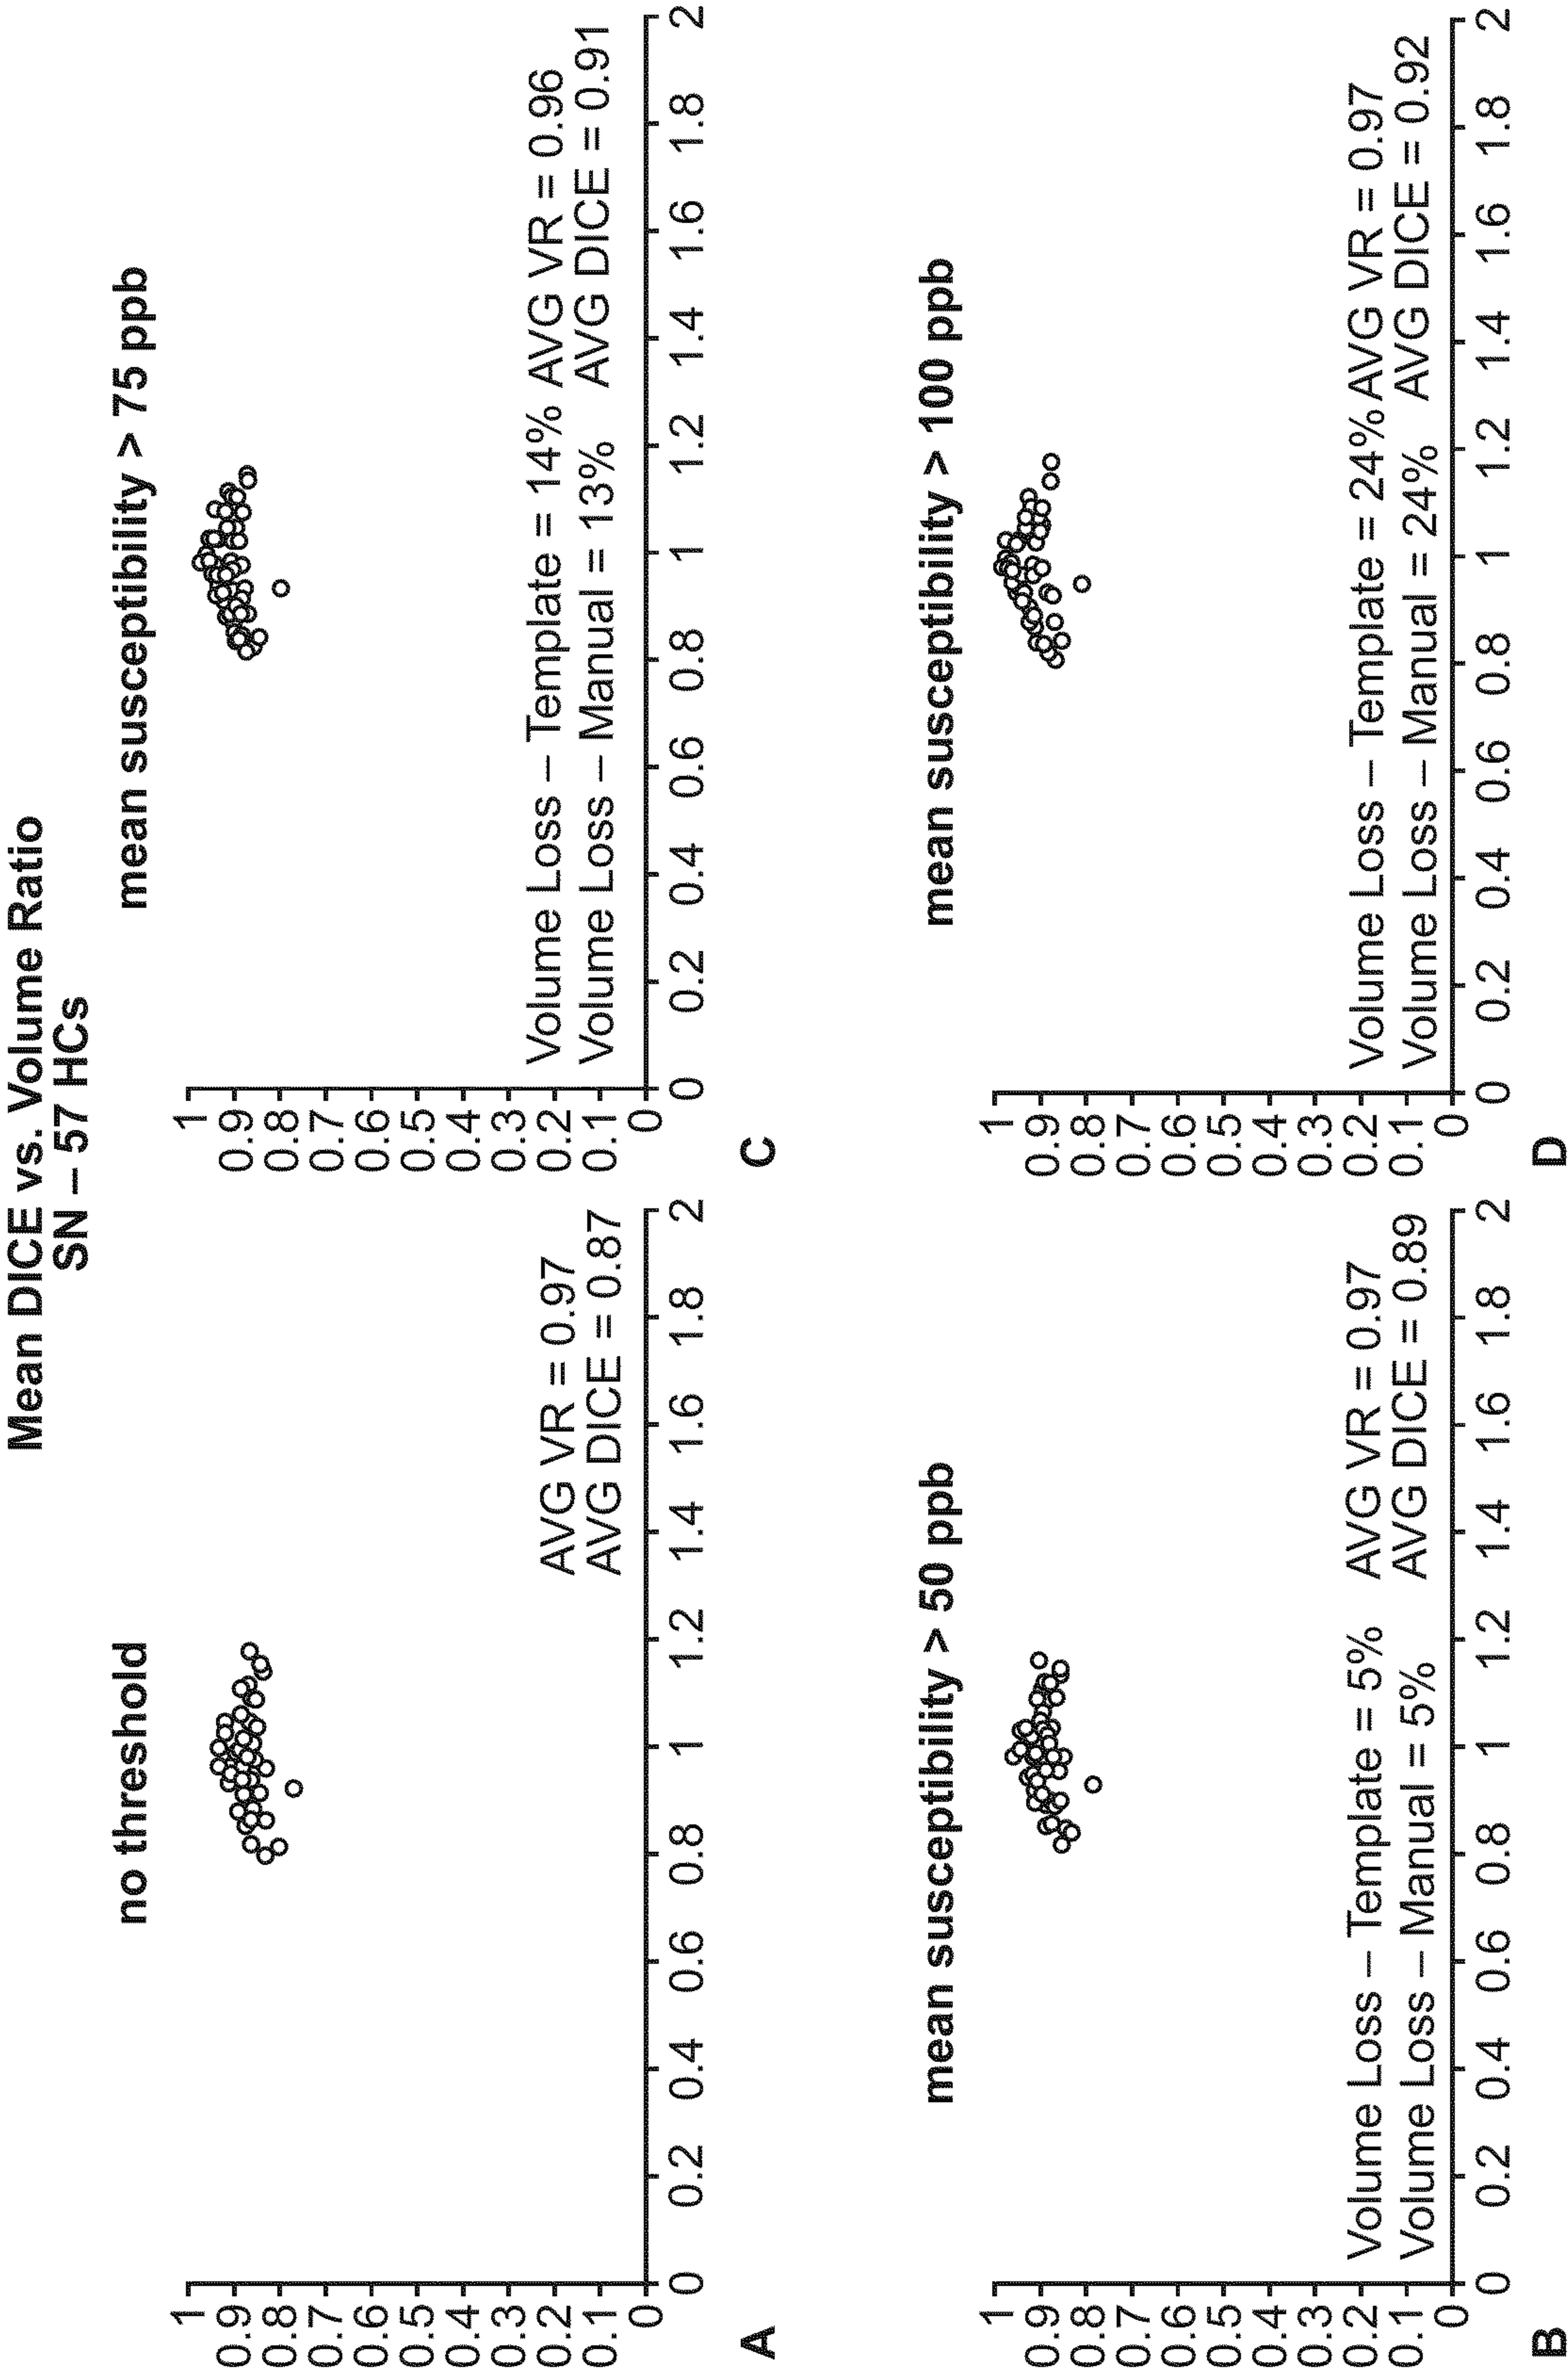 Mean DICE vs. Volume Ratio
SN – 57 HCs
no threshold
1
0.9
0.8
0.7
0.6
0.5
0.4
0.3
0.2
0.1
0
AVG VR = 0.97
AVG DICE = 0.87
0 0.2 0.4 0.6 0.8 1 1.2 1.4 1.6 1.8 2
A
mean susceptibility > 75 ppb
1
0.9
0.8
0.7
0.6
0.5
0.4
0.3
0.2
0.1
0
Volume Loss – Template = 14% AVG VR = 0.96
Volume Loss – Manual = 13% AVG DICE = 0.91
0 0.2 0.4 0.6 0.8 1 1.2 1.4 1.6 1.8 2
C
mean susceptibility > 50 ppb
1
0.9
0.8
0.7
0.6
0.5
0.4
0.3
0.2
0.1
0
Volume Loss – Template = 5% AVG VR = 0.97
Volume Loss – Manual = 5% AVG DICE = 0.89
0 0.2 0.4 0.6 0.8 1 1.2 1.4 1.6 1.8 2
B
mean susceptibility > 100 ppb
1
0.9
0.8
0.7
0.6
0.5
0.4
0.3
0.2
0.1
0
Volume Loss – Template = 24% AVG VR = 0.97
Volume Loss – Manual = 24% AVG DICE = 0.92
0 0.2 0.4 0.6 0.8 1 1.2 1.4 1.6 1.8 2
D